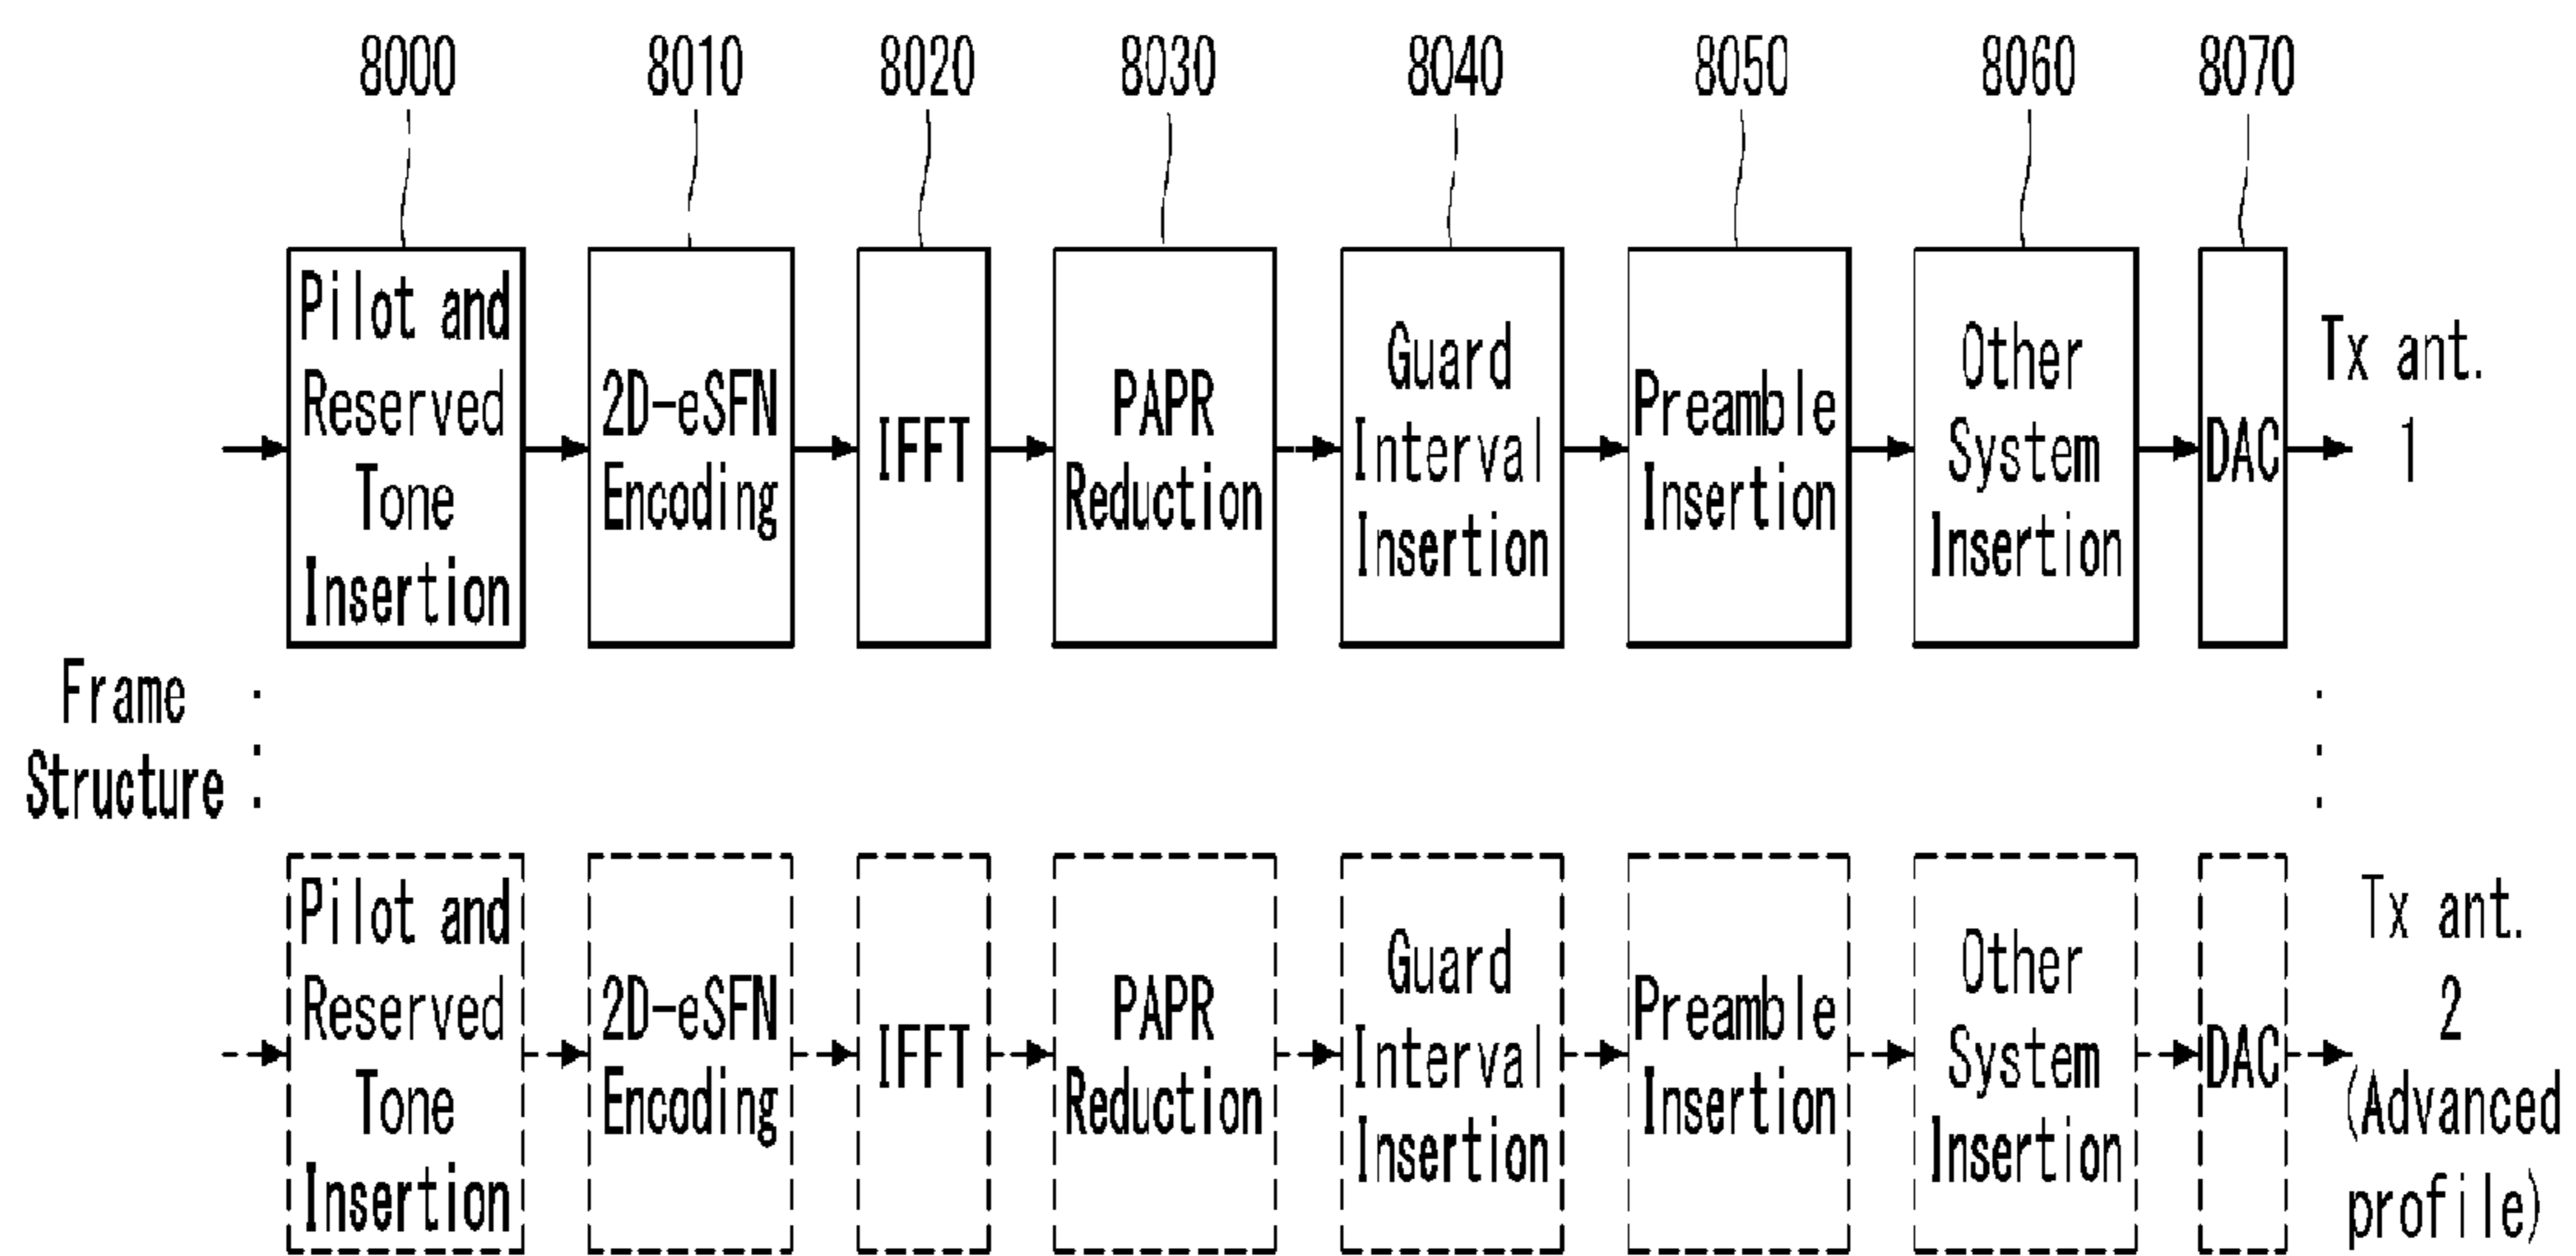 8000
8010
8020
8030
8040
8050
8060
8070
Pilot and
Reserved
Tone
Insertion
2D-eSFN
Encoding
IFFT
PAPR
Reduction
Guard
Interval
Insertion
Preamble
Insertion
Other
System
Insertion
DAC
Tx ant.
1
Frame
Structure
Pilot and
Reserved
Tone
Insertion
2D-eSFN
Encoding
IFFT
PAPR
Reduction
Guard
Interval
Insertion
Preamble
Insertion
Other
System
Insertion
DAC
Tx ant.
2
(Advanced
profile)